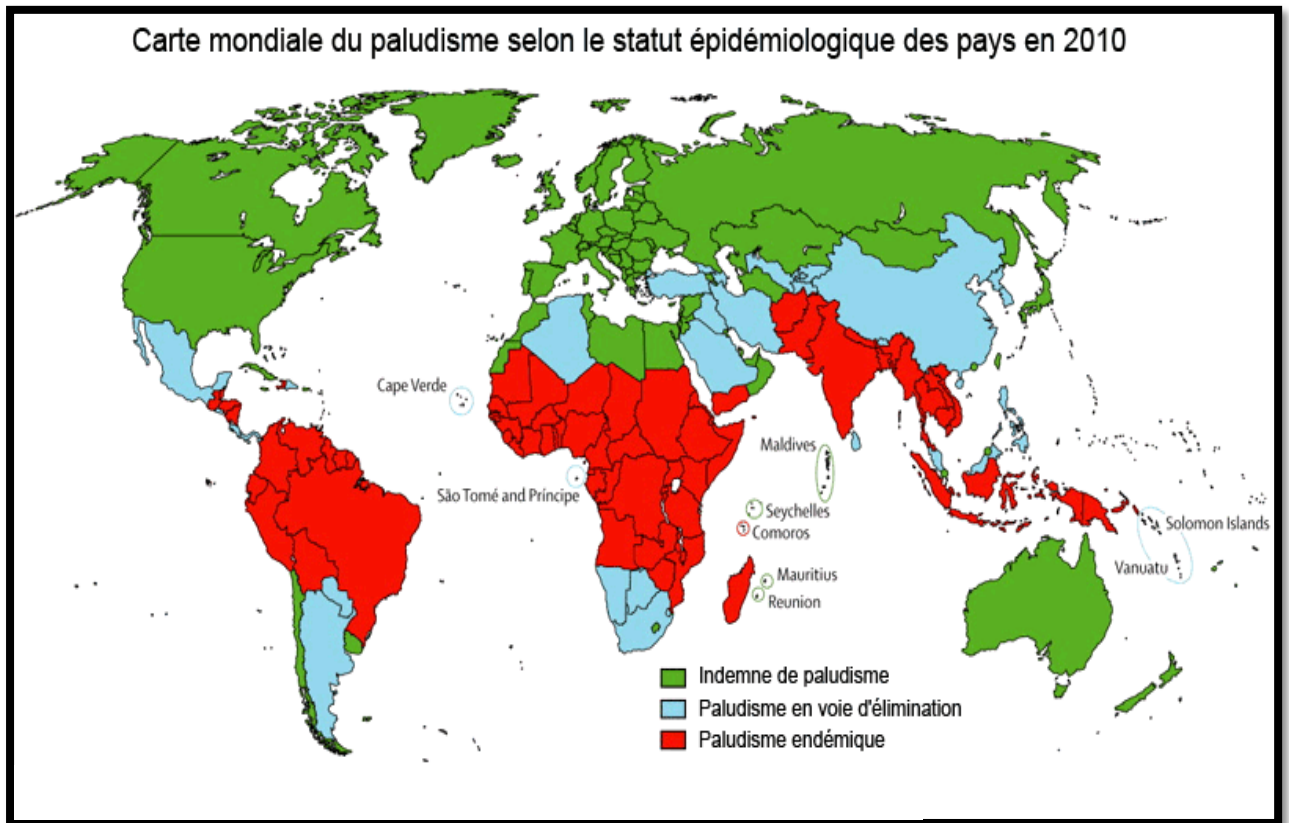 Carte mondiale du paludisme selon le statut épidémiologique des pays en 2010
Cape Verde
São Tomé and Príncipe
Maldives
Seychelles
Comoros
Mauritius
Reunion
Solomon Islands
Vanuatu
Indemne de paludisme
Paludisme en voie d'élimination
Paludisme endémique